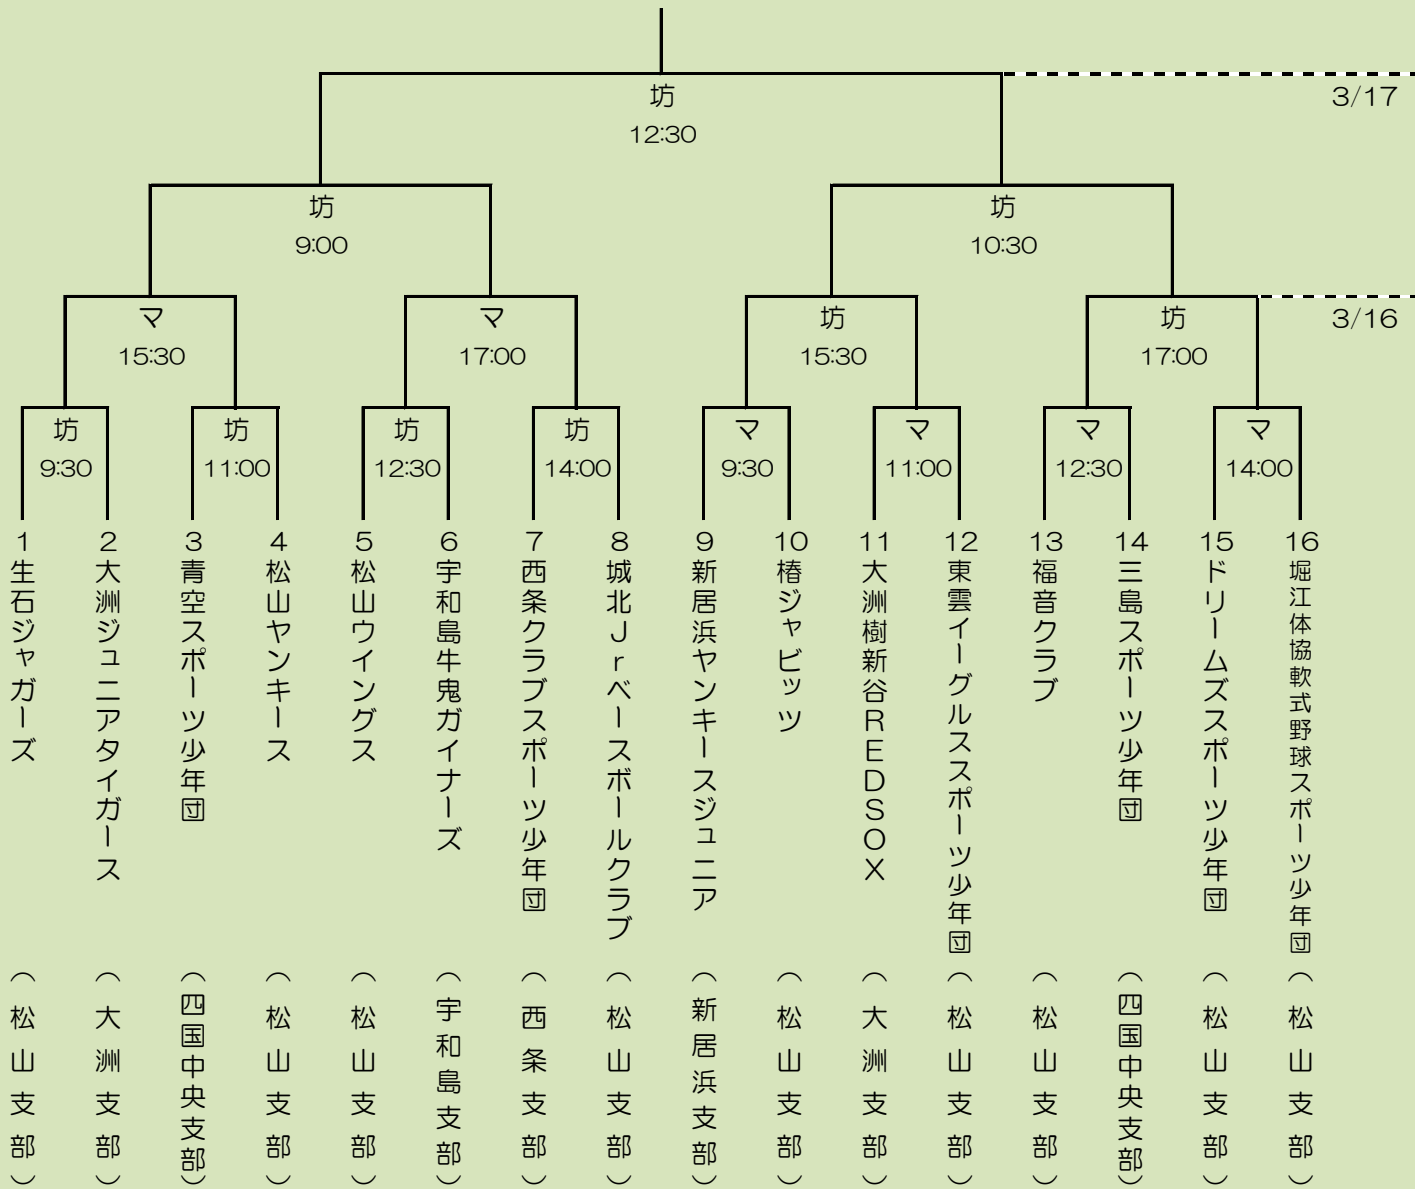 坊
12:30
3/17
坊
9:00
坊
10:30
マ
15:30
マ
17:00
坊
15:30
坊
17:00
3/16
坊
9:30
坊
11:00
坊
12:30
坊
14:00
マ
9:30
マ
11:00
マ
12:30
マ
14:00
1 生石ジャガーズ (松山支部)
2 大洲ジュニアタイガース (大洲支部)
3 青空スポーツ少年団 (四国中央支部)
4 松山ヤンキース (松山支部)
5 松山ウイングス (松山支部)
6 宇和島牛鬼ガイナーズ (宇和島支部)
7 西条クラブスポーツ少年団 (西条支部)
8 城北Jrベースボールクラブ (松山支部)
9 新居浜ヤンキースジュニア (新居浜支部)
10 椿ジャビッツ (松山支部)
11 大洲樹新谷REDSOX (大洲支部)
12 東雲イーグルススポーツ少年団 (松山支部)
13 福音クラブ (松山支部)
14 三島スポーツ少年団 (四国中央支部)
15 ドリームズスポーツ少年団 (松山支部)
16 堀江体協軟式野球スポーツ少年団 (松山支部)